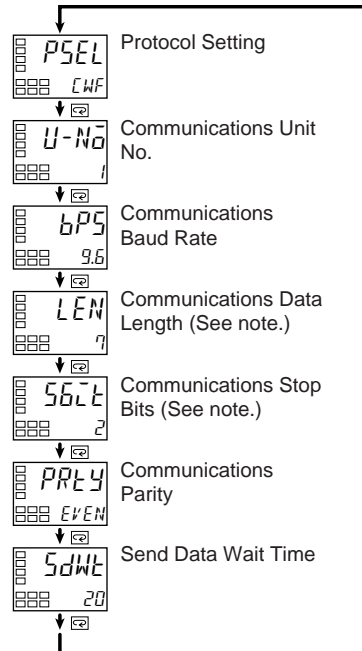 PSEL
CWF
Protocol Setting
U-No
1
Communications Unit
No.
bPS
9.6
Communications
Baud Rate
LEN
7
Communications Data
Length (See note.)
Sbit
2
Communications Stop
Bits (See note.)
PRtY
EVEN
Communications
Parity
SdWt
20
Send Data Wait Time